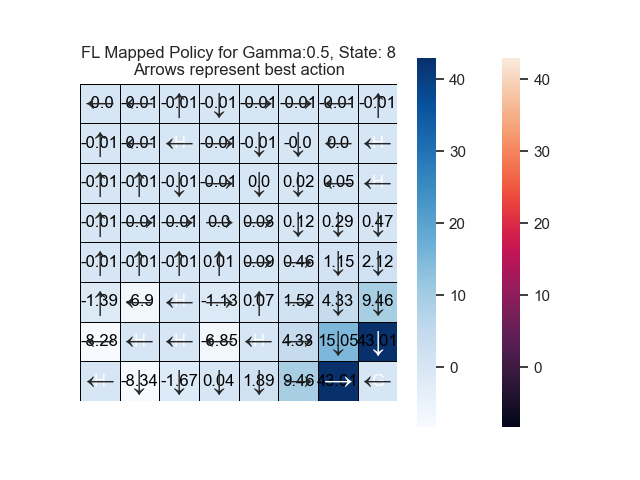 FL Mapped Policy for Gamma:0.5, State: 8
Arrows represent best action
-0.0 -0.01 -0.01 -0.01 -0.01 -0.01 -0.01 -0.01
-0.01 -0.01 H -0.01 -0.01 -0.0 0.0 H
-0.01 -0.01 -0.01 -0.01 0.0 0.02 0.05 H
-0.01 -0.01 -0.01 0.0 0.03 0.12 0.29 0.47
-0.01 -0.01 -0.01 0.01 0.09 0.46 1.15 2.12
-1.39 -6.9 H -1.13 0.07 1.52 4.33 9.46
-8.28 H H -6.85 H 4.33 15.05 43.01
H -8.34 -1.67 0.04 1.89 9.46 43.01 G
40
30
20
10
0
40
30
20
10
0